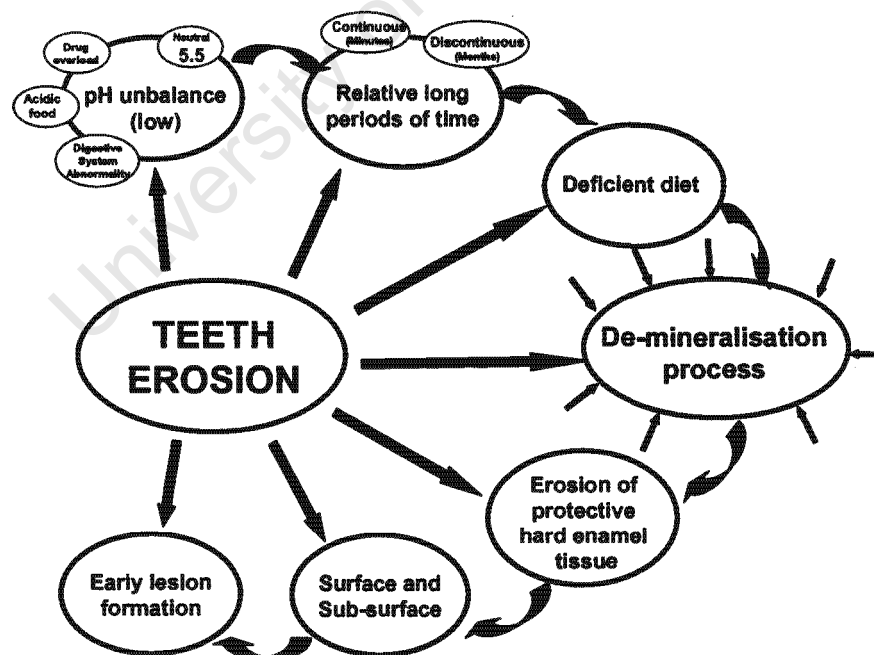 Continuous
(Minutes)
Discontinuous
(Months)
Drug
overload
Neutral
5.5
Acidic
food
pH unbalance
(low)
Digestive
System
Abnormality
Relative long
periods of time
Deficient diet
TEETH
EROSION
De-mineralisation
process
Erosion of
protective
hard enamel
tissue
Early lesion
formation
Surface and
Sub-surface
University